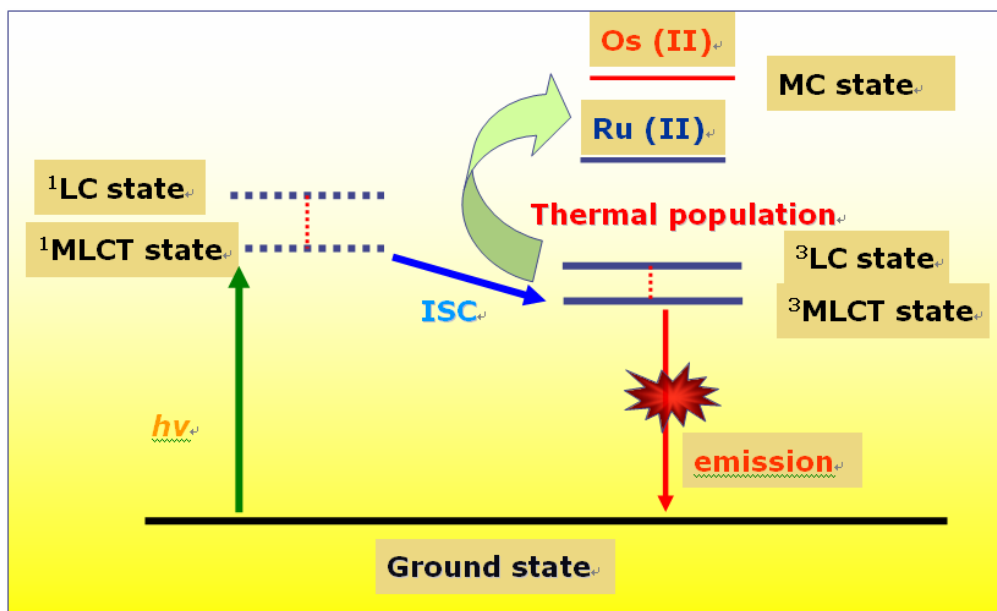 Os (II)
MC state
Ru (II)
¹LC state
Thermal population
¹MLCT state
³LC state
ISC
³MLCT state
hν
emission
Ground state